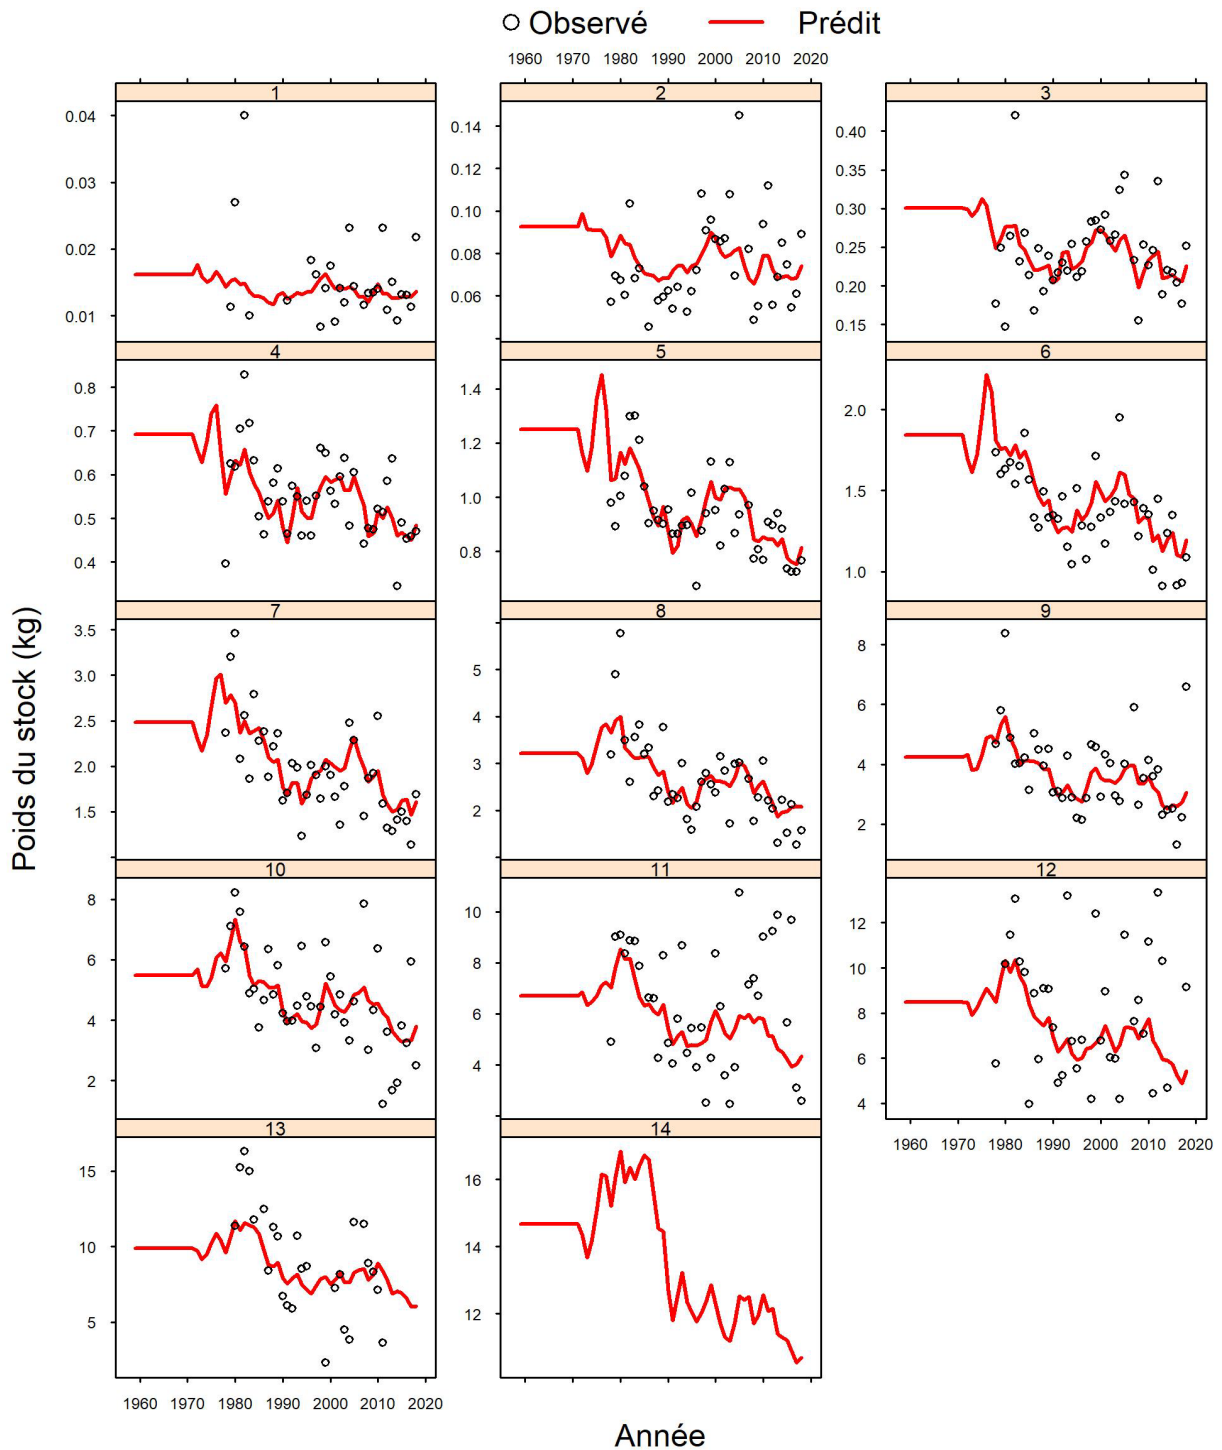 Observé Prédit
1960 1970 1980 1990 2000 2010 2020
1 2 3
0.04 0.03 0.02 0.01
0.14 0.12 0.10 0.08 0.06
0.40 0.35 0.30 0.25 0.20 0.15
4 5 6
0.8 0.7 0.6 0.5 0.4
1.4 1.2 1.0 0.8
2.0 1.5 1.0
7 8 9
3.5 3.0 2.5 2.0 1.5
5 4 3 2
8 6 4 2
10 11 12
8 6 4 2
10 8 6 4
12 10 8 6 4
1960 1970 1980 1990 2000 2010 2020
13 14
15 10 5
16 14 12
1960 1970 1980 1990 2000 2010 2020
Poids du stock (kg)
Année